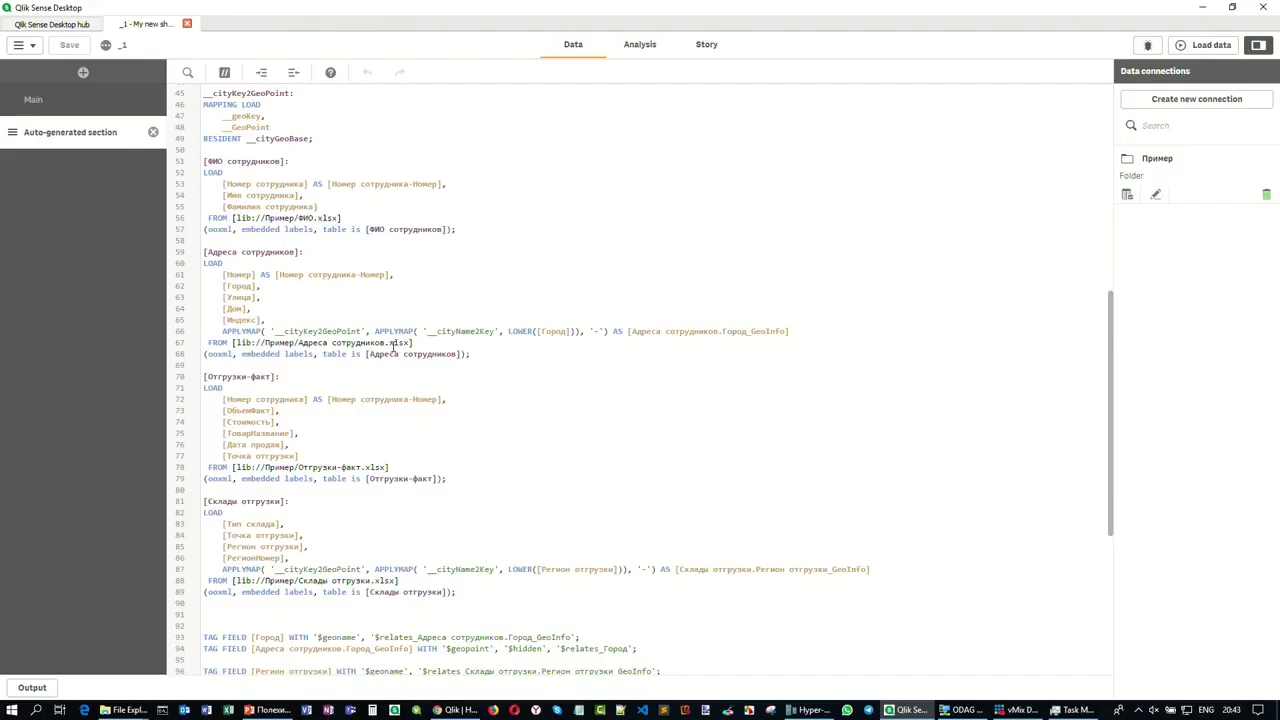 Qlik Sense Desktop
Qlik Sense Desktop hub
_1 - My new sh...
Save
_1
Data
Analysis
Story
Load data
Main
Auto-generated section
45 __cityKey2GeoPoint:
46 MAPPING LOAD
47 __geoKey,
48 __GeoPoint
49 RESIDENT __cityGeoBase;
50
51 [ФИО сотрудников]:
52 LOAD
53 [Номер сотрудника] AS [Номер сотрудника-Номер],
54 [Имя сотрудника],
55 [Фамилия сотрудника]
56 FROM [lib://Пример/ФИО.xlsx]
57 (ooxml, embedded labels, table is [ФИО сотрудников]);
58
59 [Адреса сотрудников]:
60 LOAD
61 [Номер] AS [Номер сотрудника-Номер],
62 [Город],
63 [Улица],
64 [Дом],
65 [Индекс],
66 APPLYMAP( '__cityKey2GeoPoint', APPLYMAP( '__cityName2Key', LOWER([Город])), '-') AS [Адреса сотрудников.Город_GeoInfo]
67 FROM [lib://Пример/Адреса сотрудников.xlsx]
68 (ooxml, embedded labels, table is [Адреса сотрудников]);
69
70 [Отгрузки-факт]:
71 LOAD
72 [Номер сотрудника] AS [Номер сотрудника-Номер],
73 [ОбъемФакт],
74 [Стоимость],
75 [ТоварНазвание],
76 [Дата продаж],
77 [Точка отгрузки]
78 FROM [lib://Пример/Отгрузки-факт.xlsx]
79 (ooxml, embedded labels, table is [Отгрузки-факт]);
80
81 [Склады отгрузки]:
82 LOAD
83 [Тип склада],
84 [Точка отгрузки],
85 [Регион отгрузки],
86 [РегионНомер],
87 APPLYMAP( '__cityKey2GeoPoint', APPLYMAP( '__cityName2Key', LOWER([Регион отгрузки])), '-') AS [Склады отгрузки.Регион отгрузки_GeoInfo]
88 FROM [lib://Пример/Склады отгрузки.xlsx]
89 (ooxml, embedded labels, table is [Склады отгрузки]);
90
91
92
93 TAG FIELD [Город] WITH '$geoname', '$relates_Адреса сотрудников.Город_GeoInfo';
94 TAG FIELD [Адреса сотрудников.Город_GeoInfo] WITH '$geopoint', '$hidden', '$relates_Город';
95
96 TAG FIELD [Регион отгрузки] WITH '$geoname', '$relates_Склады отгрузки.Регион отгрузки_GeoInfo';
Data connections
Create new connection
Search
Пример
Folder
Output
File Expl...
Полехи...
Qlik H...
Hyper-...
Qlik Se...
ODAG ...
vMix D...
Task M...
ENG
20:43